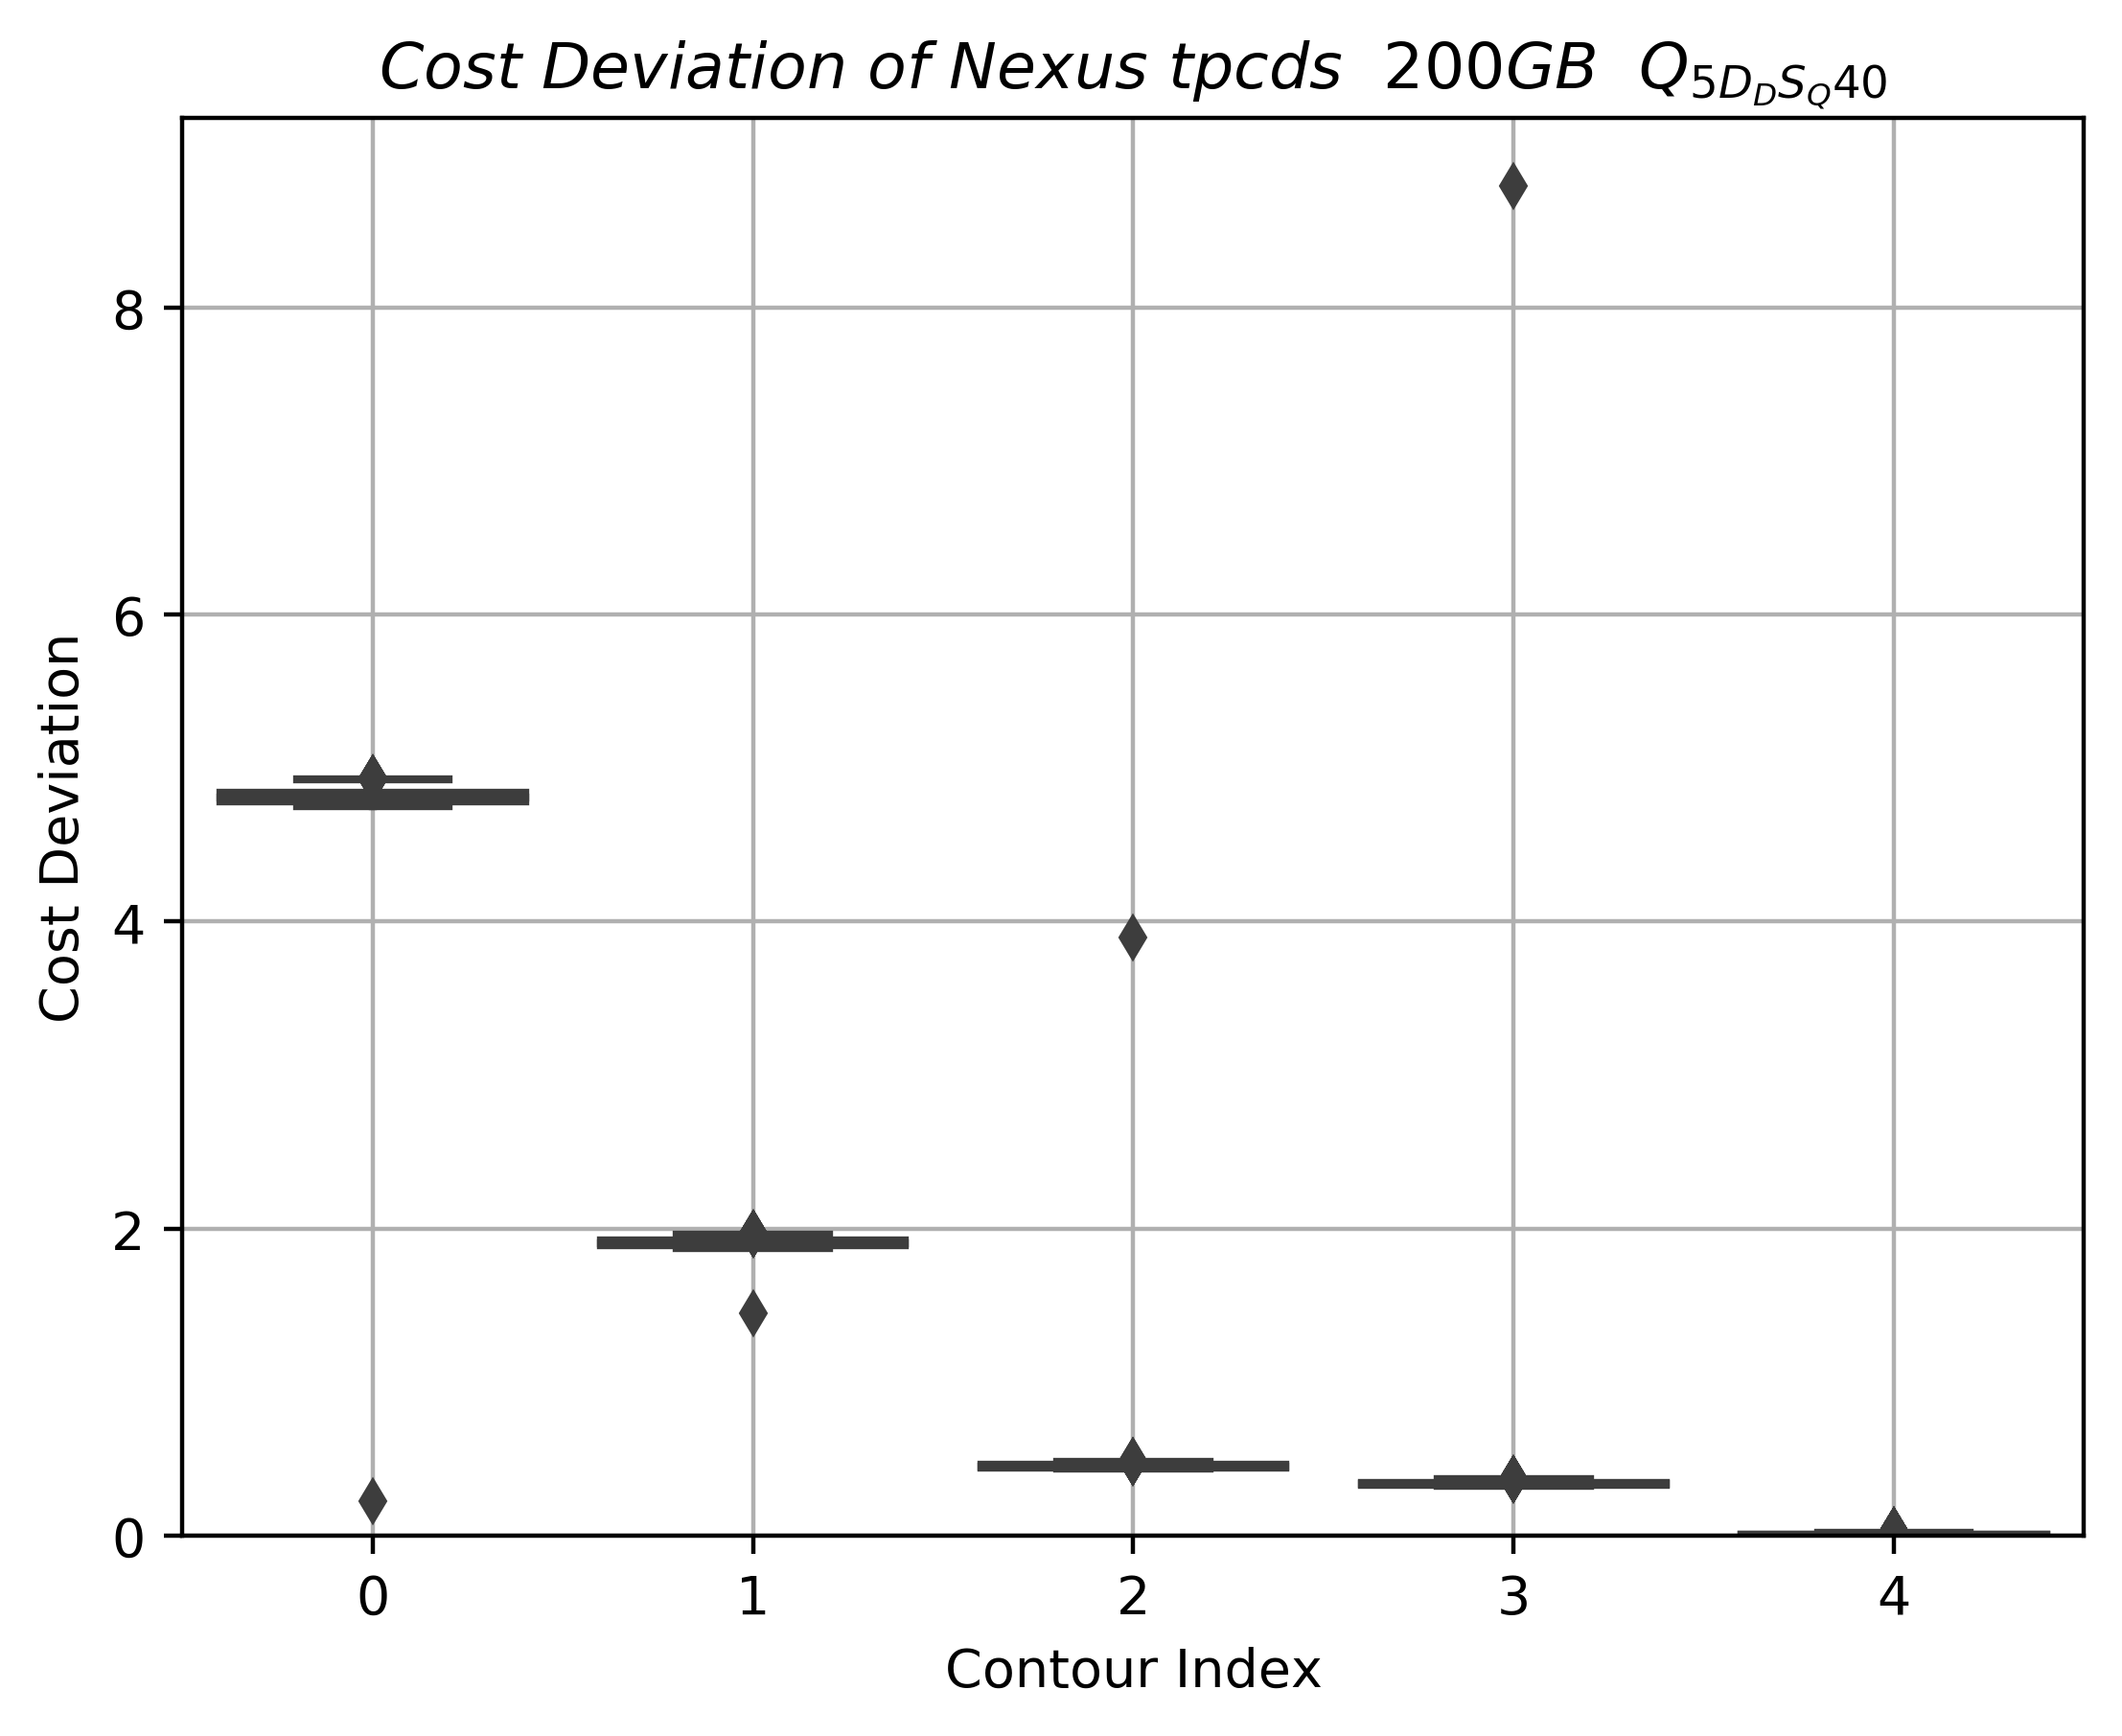 Cost Deviation of Nexus tpcds 200GB Q5DDSQ40
8
6
4
2
0
Cost Deviation
0 1 2 3 4
Contour Index